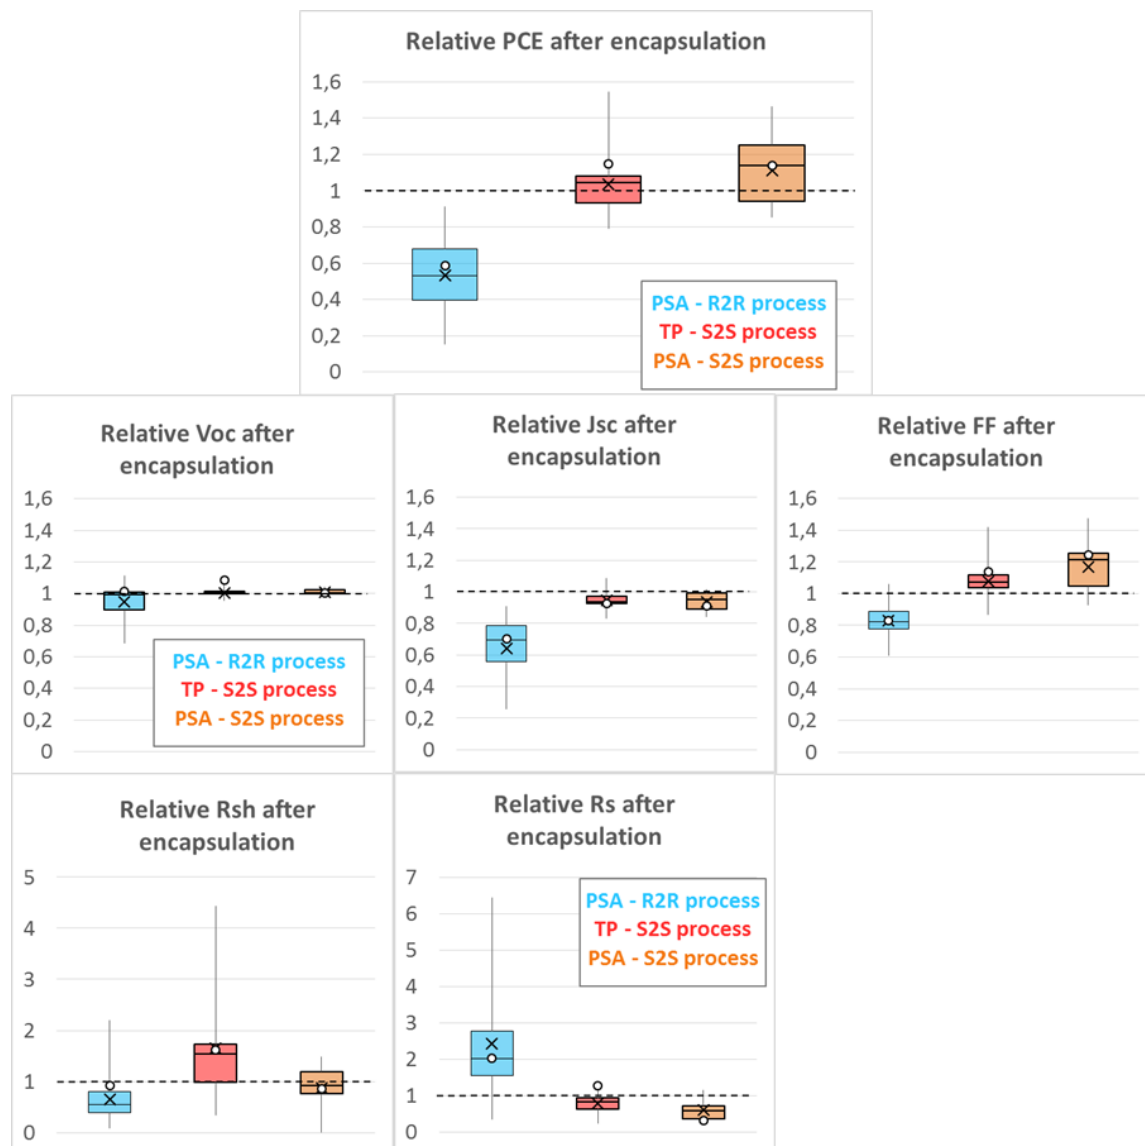 Relative PCE after encapsulation
1,6
1,4
1,2
1
0,8
0,6
0,4
0,2
0
PSA - R2R process
TP - S2S process
PSA - S2S process
Relative Voc after
encapsulation
1,6
1,4
1,2
1
0,8
0,6
0,4
0,2
0
PSA - R2R process
TP - S2S process
PSA - S2S process
Relative Jsc after
encapsulation
1,6
1,4
1,2
1
0,8
0,6
0,4
0,2
0
Relative FF after
encapsulation
1,6
1,4
1,2
1
0,8
0,6
0,4
0,2
0
Relative Rsh after
encapsulation
5
4
3
2
1
0
Relative Rs after
encapsulation
7
6
5
4
3
2
1
0
PSA - R2R process
TP - S2S process
PSA - S2S process